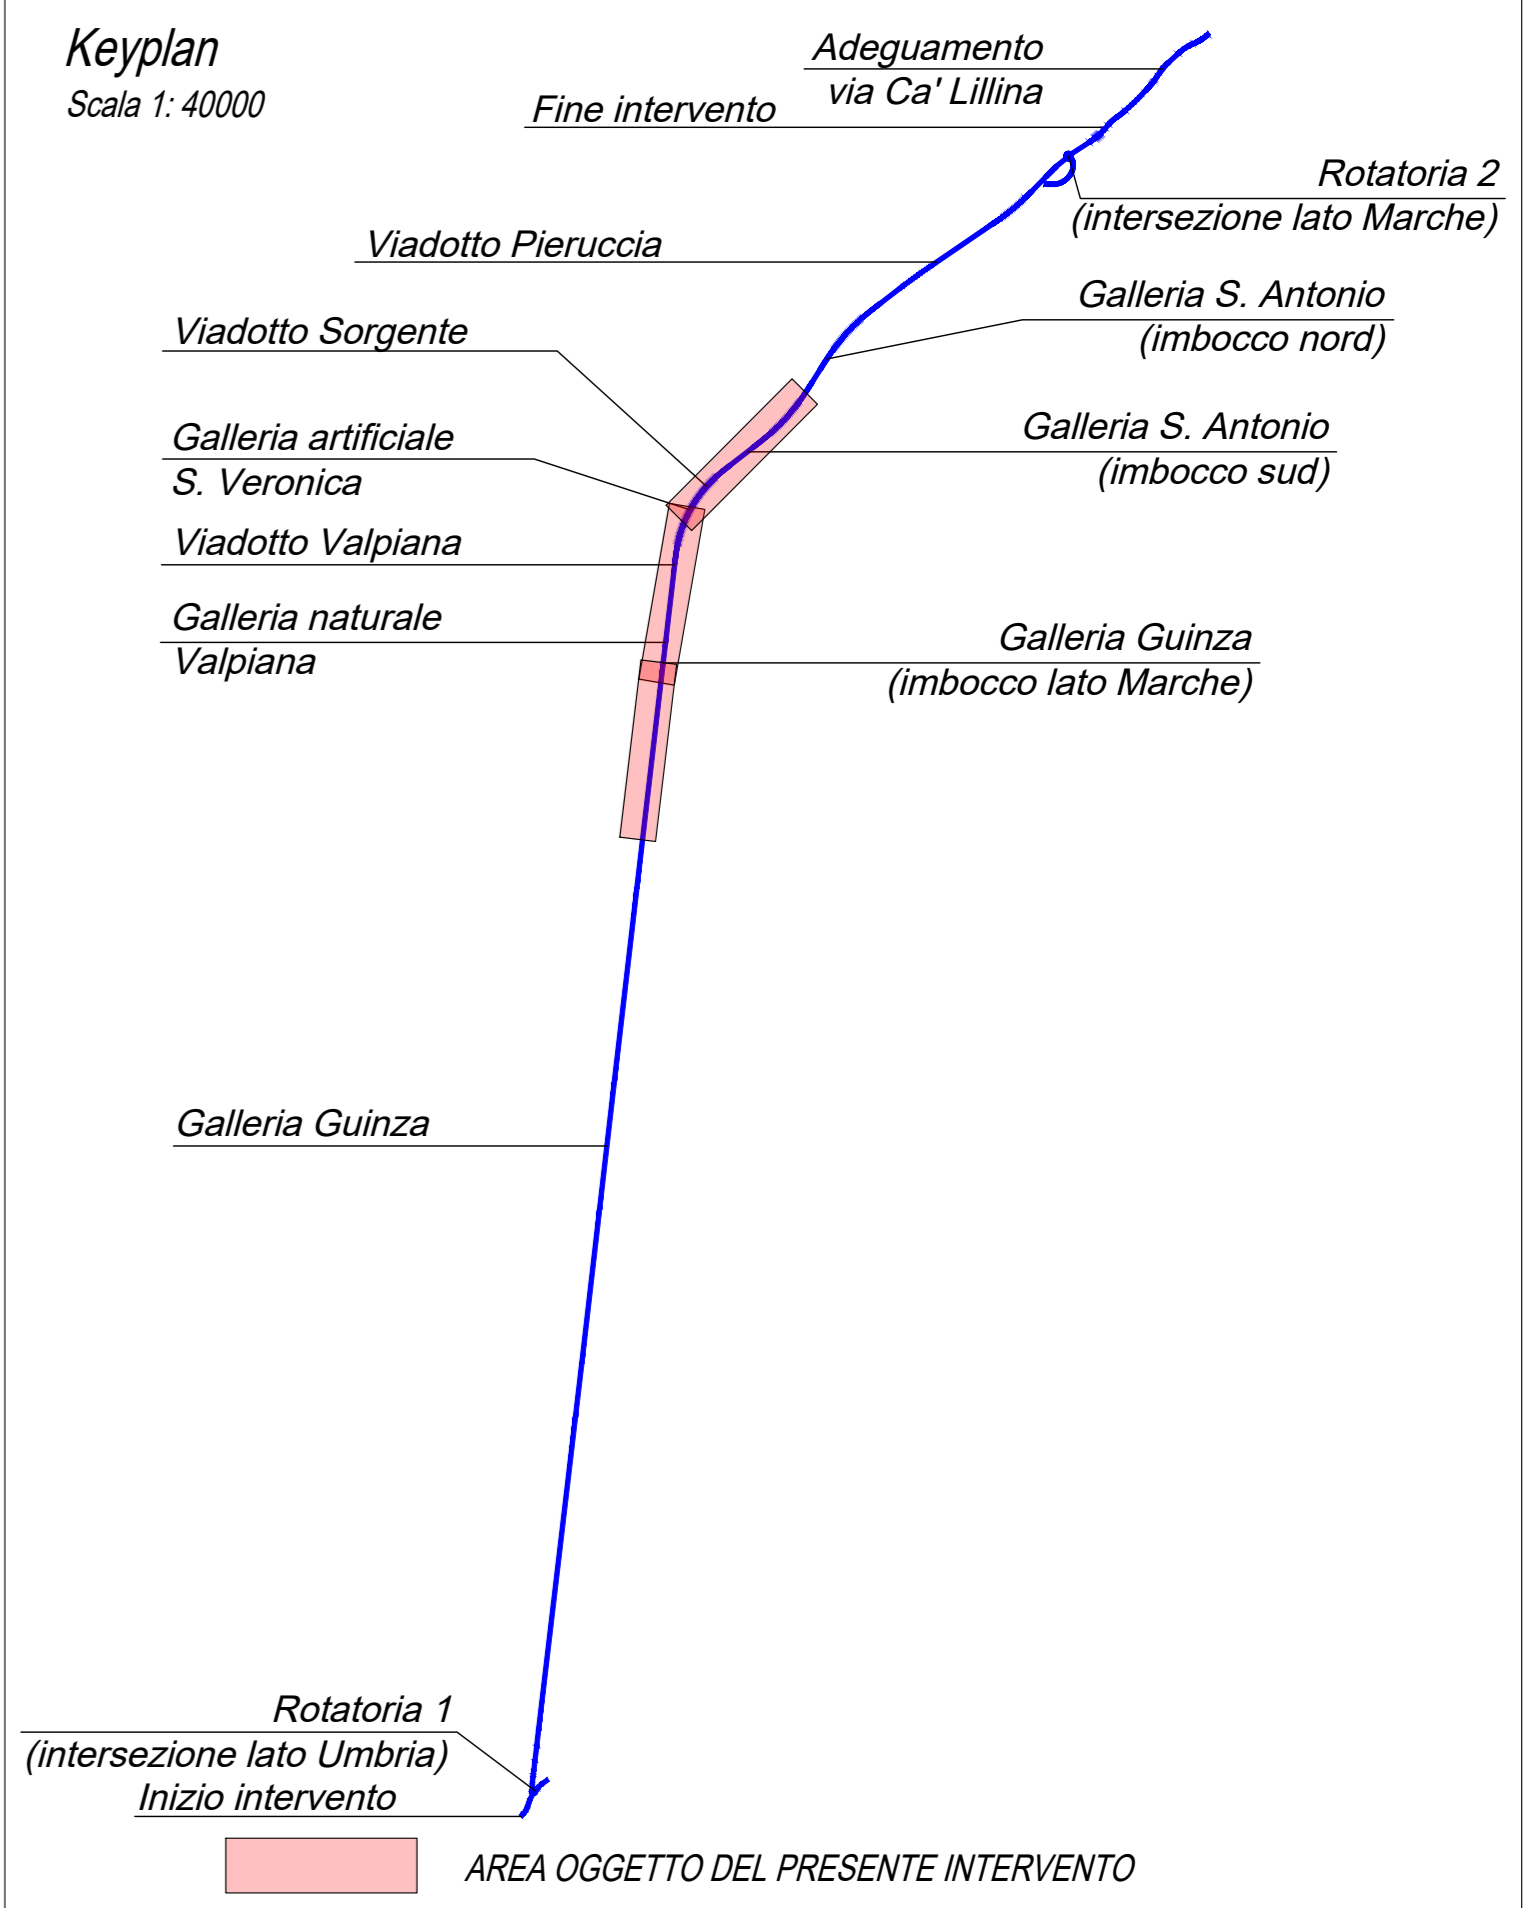 Keyplan
Scala 1: 40000
Adeguamento
via Ca' Lillina
Fine intervento
Rotatoria 2
(intersezione lato Marche)
Viadotto Pieruccia
Galleria S. Antonio
(imbocco nord)
Viadotto Sorgente
Galleria S. Antonio
(imbocco sud)
Galleria artificiale
S. Veronica
Viadotto Valpiana
Galleria naturale
Valpiana
Galleria Guinza
(imbocco lato Marche)
Galleria Guinza
Rotatoria 1
(intersezione lato Umbria)
Inizio intervento
AREA OGGETTO DEL PRESENTE INTERVENTO